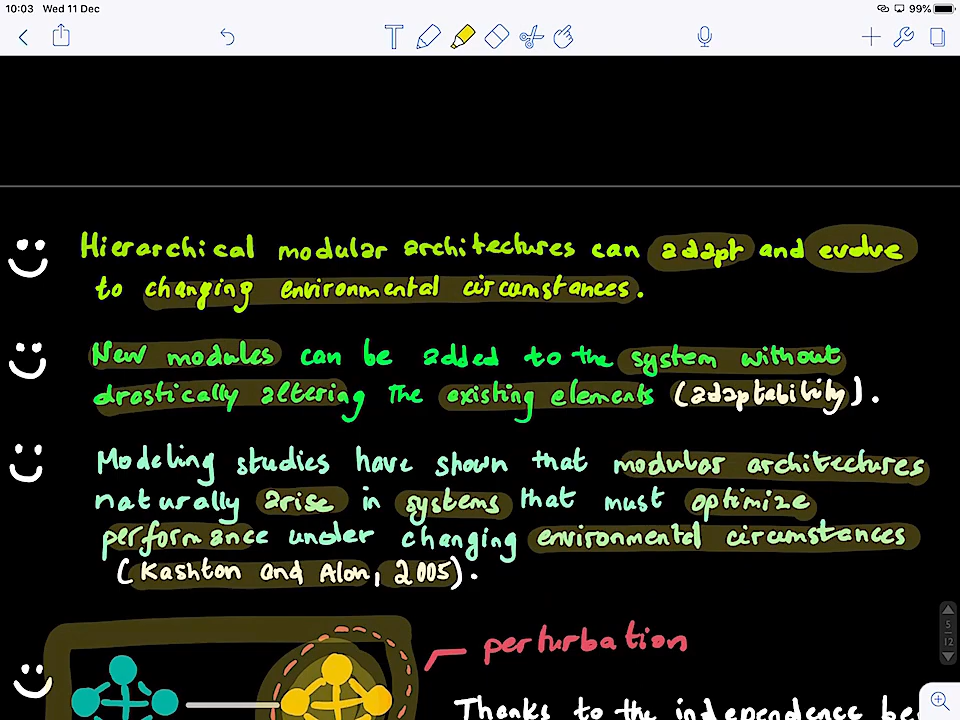 10:03 Wed 11 Dec
99%
T
Hierarchical modular architectures can adapt and evolve
to changing environmental circumstances.
New modules can be added to the system without
drastically altering the existing elements (adaptability).
Modeling studies have shown that modular architectures
naturally arise in systems that must optimize
performance under changing environmental circumstances
(Kashton and Alon, 2005).
5
12
perturbation
Thanks to the independence be